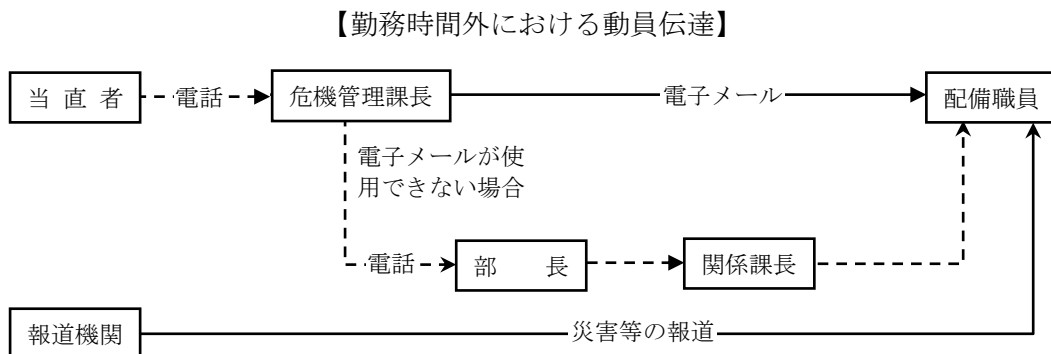 【勤務時間外における動員伝達】
当 直 者
電話
危機管理課長
電子メール
配備職員
電子メールが使
用できない場合
電話
部　　長
関係課長
報道機関
災害等の報道